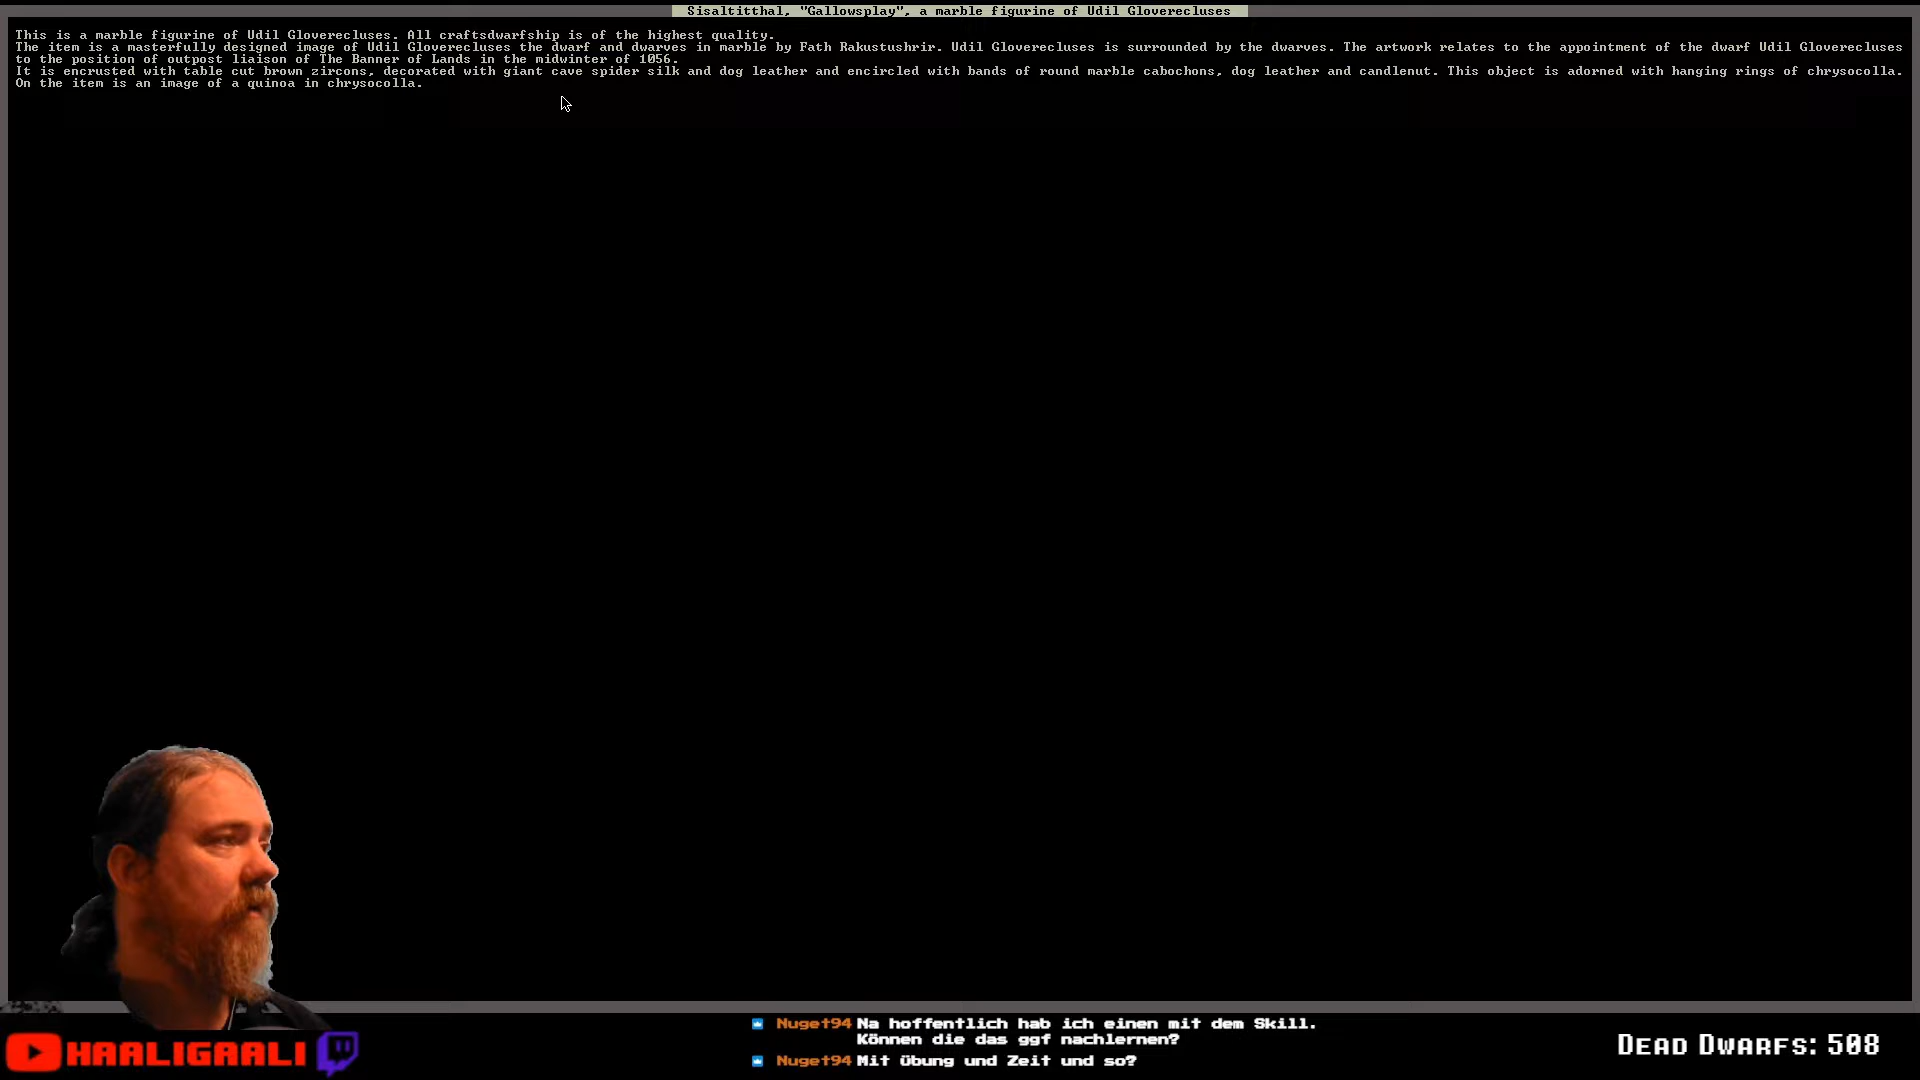 Sisaltitthal, "Gallowsplay", a marble figurine of Udil Gloverecluses
This is a marble figurine of Udil Gloverecluses. All craftsdwarfship is of the highest quality.
The item is a masterfully designed image of Udil Gloverecluses the dwarf and dwarves in marble by Fath Rakustushrir. Udil Gloverecluses is surrounded by the dwarves. The artwork relates to the appointment of the dwarf Udil Gloverecluses
to the position of outpost liaison of The Banner of Lands in the midwinter of 1056.
It is encrusted with table cut brown zircons, decorated with giant cave spider silk and dog leather and encircled with bands of round marble cabochons, dog leather and candlenut. This object is adorned with hanging rings of chrysocolla.
On the item is an image of a quinoa in chrysocolla.
Nuget94 Na hoffentlich hab ich einen mit dem Skill.
Können die das ggf nachlernen?
Nuget94 Mit übung und Zeit und so?
HAALIGAALI
Dead Dwarfs: 508